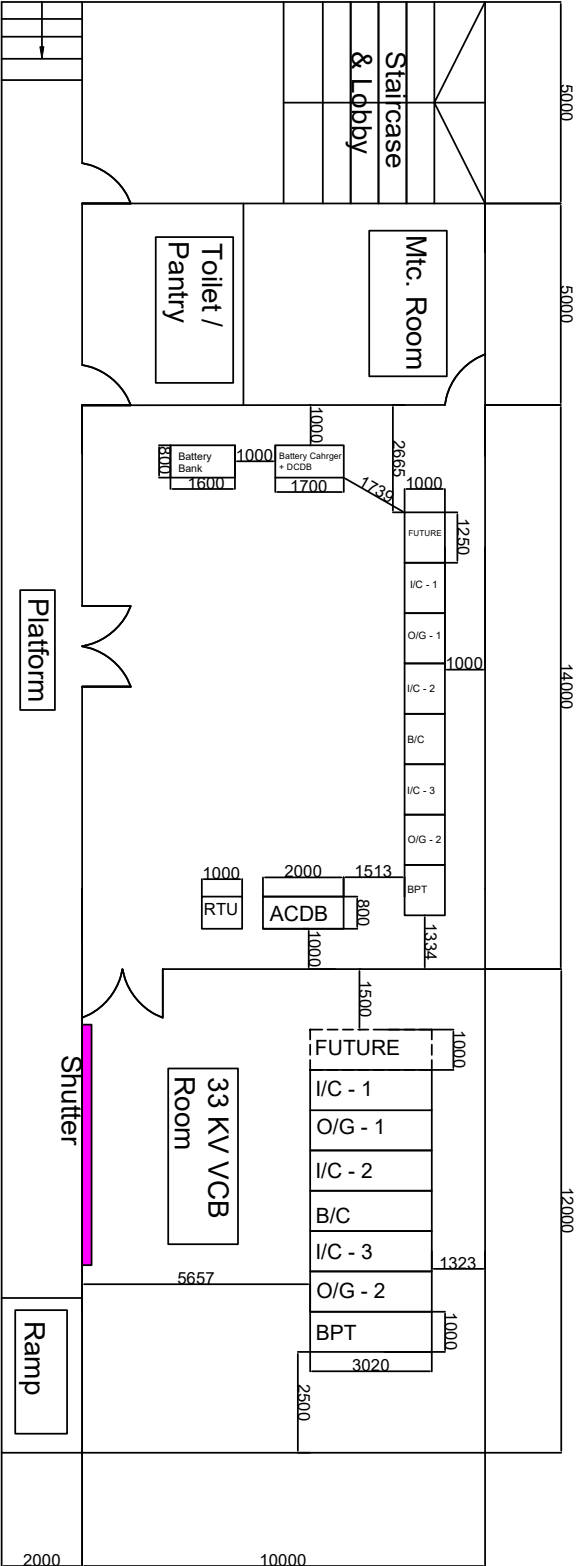 5000
Staircase
& Lobby
5000
Mtc. Room
Toilet /
Pantry
1000
2665
1000
Battery
Bank
800
1600
1000
Battery Cahrger
+ DCDB
1700
1739
1250
FUTURE
I/C - 1
O/G - 1
I/C - 2
B/C
I/C - 3
O/G - 2
BPT
1000
14000
Platform
1000
RTU
2000
ACDB
800
1513
1000
1334
1500
1000
FUTURE
I/C - 1
O/G - 1
I/C - 2
B/C
I/C - 3
O/G - 2
BPT
33 KV VCB
Room
Shutter
12000
1323
5657
1000
3020
2500
Ramp
2000
10000